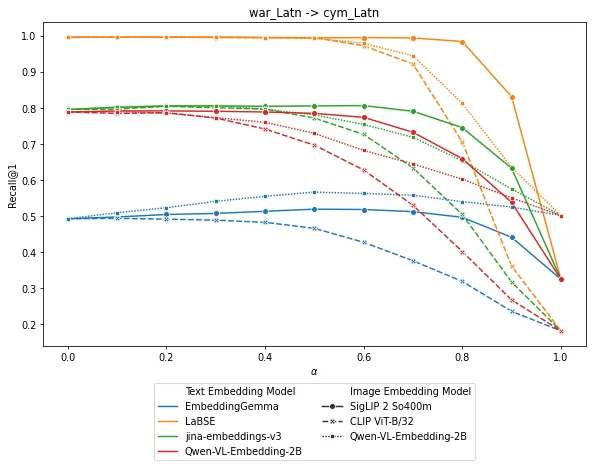 war_Latn -> cym_Latn
1.0
0.9
0.8
0.7
0.6
0.5
0.4
0.3
0.2
Recall@1
0.0 0.2 0.4 0.6 0.8 1.0
α
Text Embedding Model Image Embedding Model
EmbeddingGemma SigLIP 2 So400m
LaBSE CLIP ViT-B/32
jina-embeddings-v3 Qwen-VL-Embedding-2B
Qwen-VL-Embedding-2B